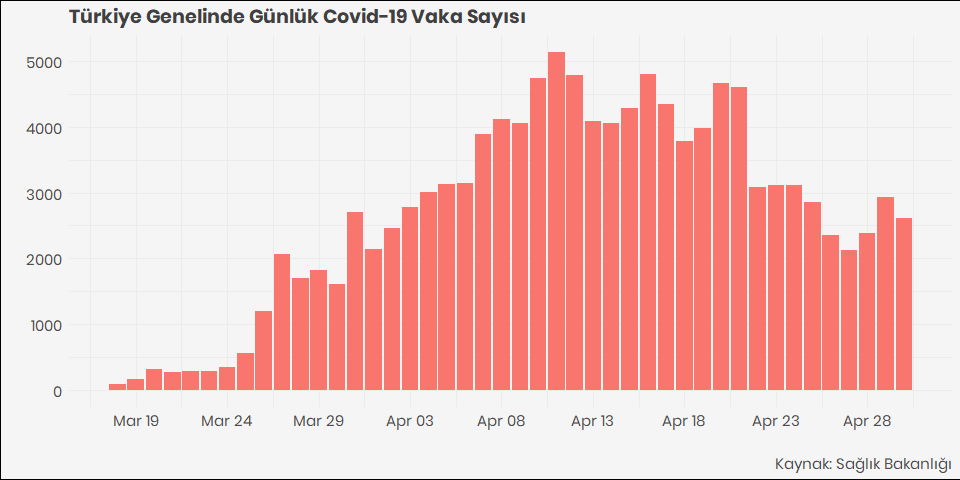 Türkiye Genelinde Günlük Covid-19 Vaka Sayısı
5000
4000
3000
2000
1000
0
Mar 19 Mar 24 Mar 29 Apr 03 Apr 08 Apr 13 Apr 18 Apr 23 Apr 28
Kaynak: Sağlık Bakanlığı